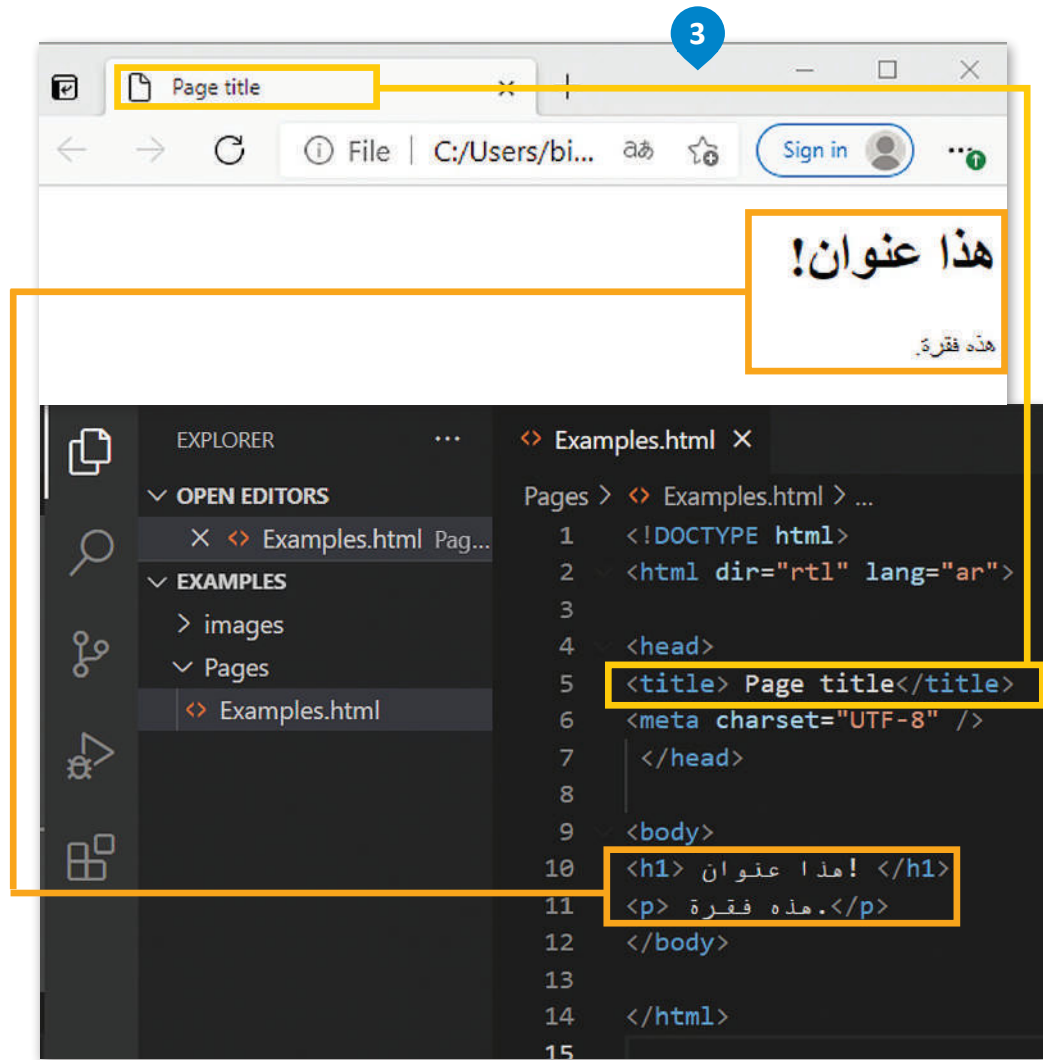 3
Page title
File | C:/Users/bi... aあ Sign in
هذا عنوان!
هذه فقرة.
EXPLORER ...
OPEN EDITORS
Examples.html Pag...
EXAMPLES
images
Pages
Examples.html
Examples.html
Pages > Examples.html > ...
1 <!DOCTYPE html>
2 <html dir="rtl" lang="ar">
3
4 <head>
5 <title> Page title</title>
6 <meta charset="UTF-8" />
7 </head>
8
9 <body>
10 <h1> هذا عنوان! </h1>
11 <p> هذه فقرة.</p>
12 </body>
13
14 </html>
15